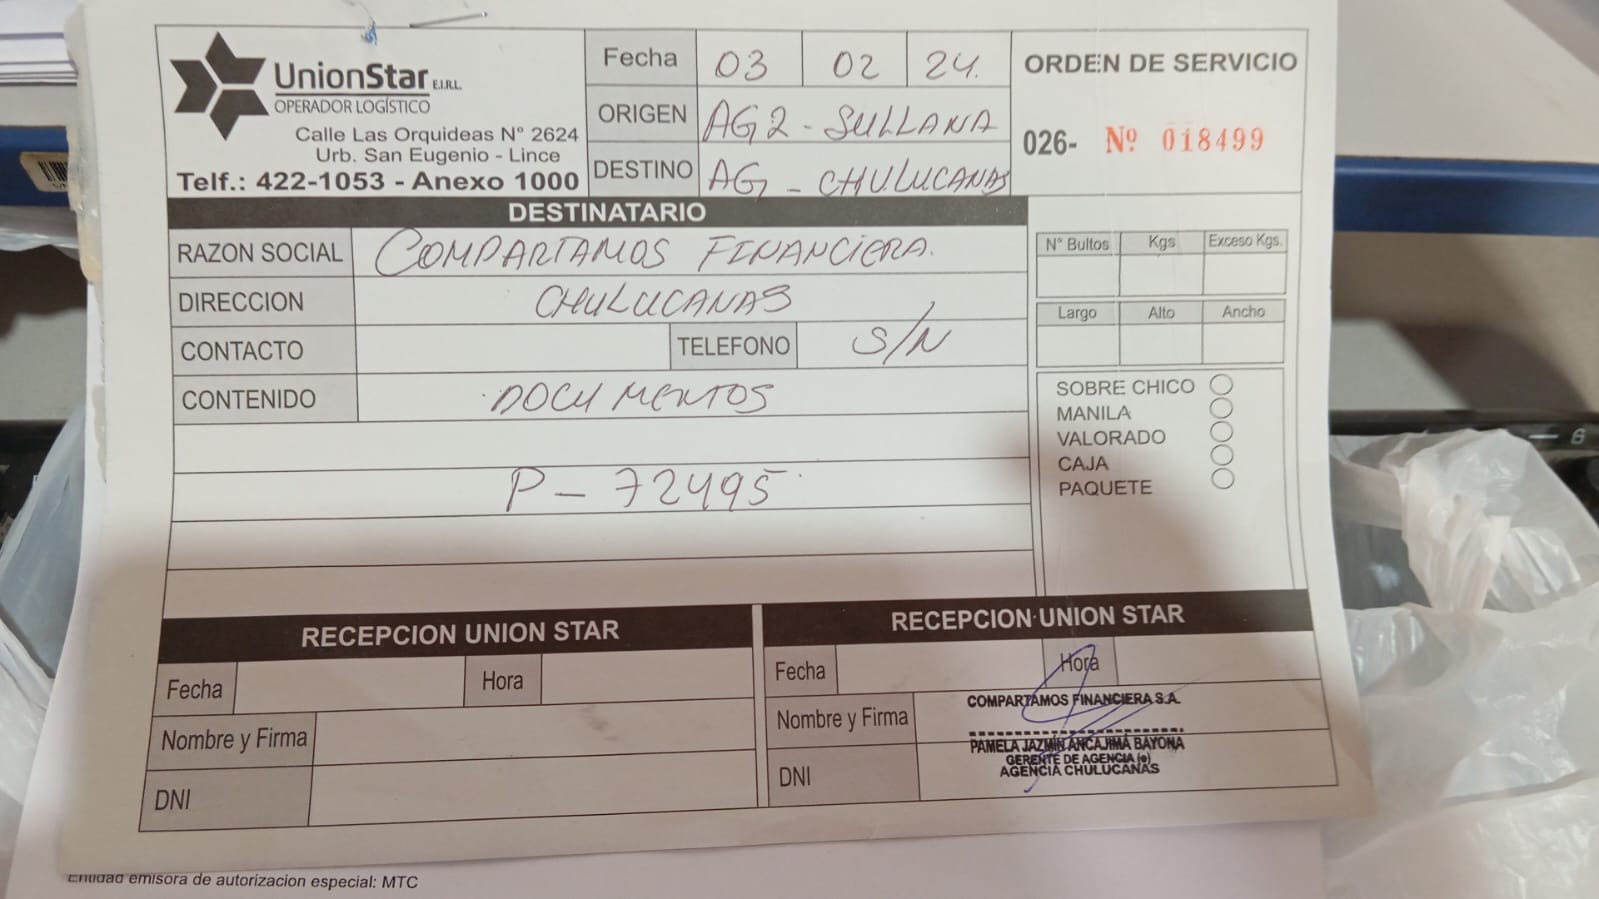 UnionStar E.I.R.L.
OPERADOR LOGÍSTICO
Calle Las Orquideas N° 2624
Urb. San Eugenio - Lince
Telf.: 422-1053 - Anexo 1000
Fecha 03 02 24.
ORIGEN AG2 - SULLANA
DESTINO AG - CHULUCANAS
ORDEN DE SERVICIO
026- Nº 018499
DESTINATARIO
RAZON SOCIAL COMPARTAMOS FINANCIERA.
DIRECCION CHULUCANAS
CONTACTO TELEFONO S/N
CONTENIDO DOCUMENTOS
P - 72495
N° Bultos Kgs Exceso Kgs.
Largo Alto Ancho
SOBRE CHICO
MANILA
VALORADO
CAJA
PAQUETE
RECEPCION UNION STAR
Fecha Hora
Nombre y Firma
DNI
RECEPCION UNION STAR
Fecha Hora
Nombre y Firma
DNI
COMPARTAMOS FINANCIERA S.A.
PAMELA JAZMIN ANCAJIMA BAYONA
GERENTE DE AGENCIA (e)
AGENCIA CHULUCANAS
Entidad emisora de autorizacion especial: MTC